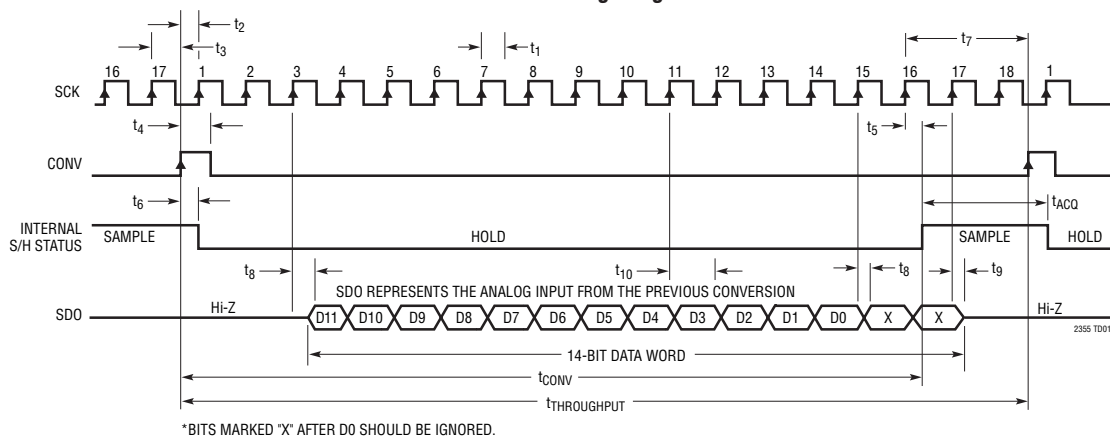 t2
t3
t1
t7
16 17 1 2 3 4 5 6 7 8 9 10 11 12 13 14 15 16 17 18 1
SCK
t4
t5
CONV
t6
tACQ
INTERNAL
S/H STATUS
SAMPLE HOLD SAMPLE HOLD
t8 t10 t8 t9
SDO REPRESENTS THE ANALOG INPUT FROM THE PREVIOUS CONVERSION
SDO Hi-Z D11 D10 D9 D8 D7 D6 D5 D4 D3 D2 D1 D0 X X Hi-Z
2355 TD01
14-BIT DATA WORD
tCONV
tTHROUGHPUT
*BITS MARKED "X" AFTER D0 SHOULD BE IGNORED.